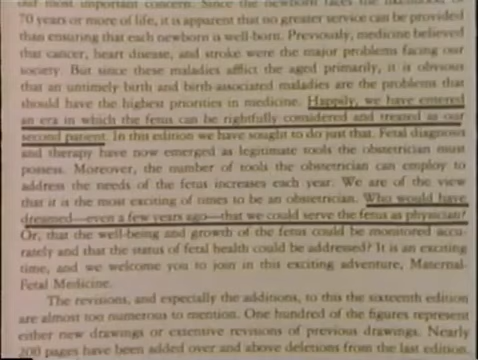 our most important concern. Since the newborn faces the likelihood of
70 years or more of life, it is apparent that no greater service can be provided
than ensuring that each newborn is well-born. Previously, medicine believed
that cancer, heart disease, and stroke were the major problems facing our
society. But since these maladies afflict the aged primarily, it is obvious
that an untimely birth and birth-associated maladies are the problems that
should have the highest priorities in medicine. Happily, we have entered
an era in which the fetus can be rightfully considered and treated as our
second patient. In this edition we have sought to do just that. Fetal diagnosis
and therapy have now emerged as legitimate tools the obstetrician must
possess. Moreover, the number of tools the obstetrician can employ to
address the needs of the fetus increases each year. We are of the view
that it is the most exciting of times to be an obstetrician. Who would have
dreamed—even a few years ago—that we could serve the fetus as physician?
Or, that the well-being and growth of the fetus could be monitored accu-
rately and that the status of fetal health could be addressed? It is an exciting
time, and we welcome you to join in this exciting adventure, Maternal-
Fetal Medicine.
The revisions, and especially the additions, to this the sixteenth edition
are almost too numerous to mention. One hundred of the figures represent
either new drawings or extensive revisions of previous drawings. Nearly
200 pages have been added over and above deletions from the last edition